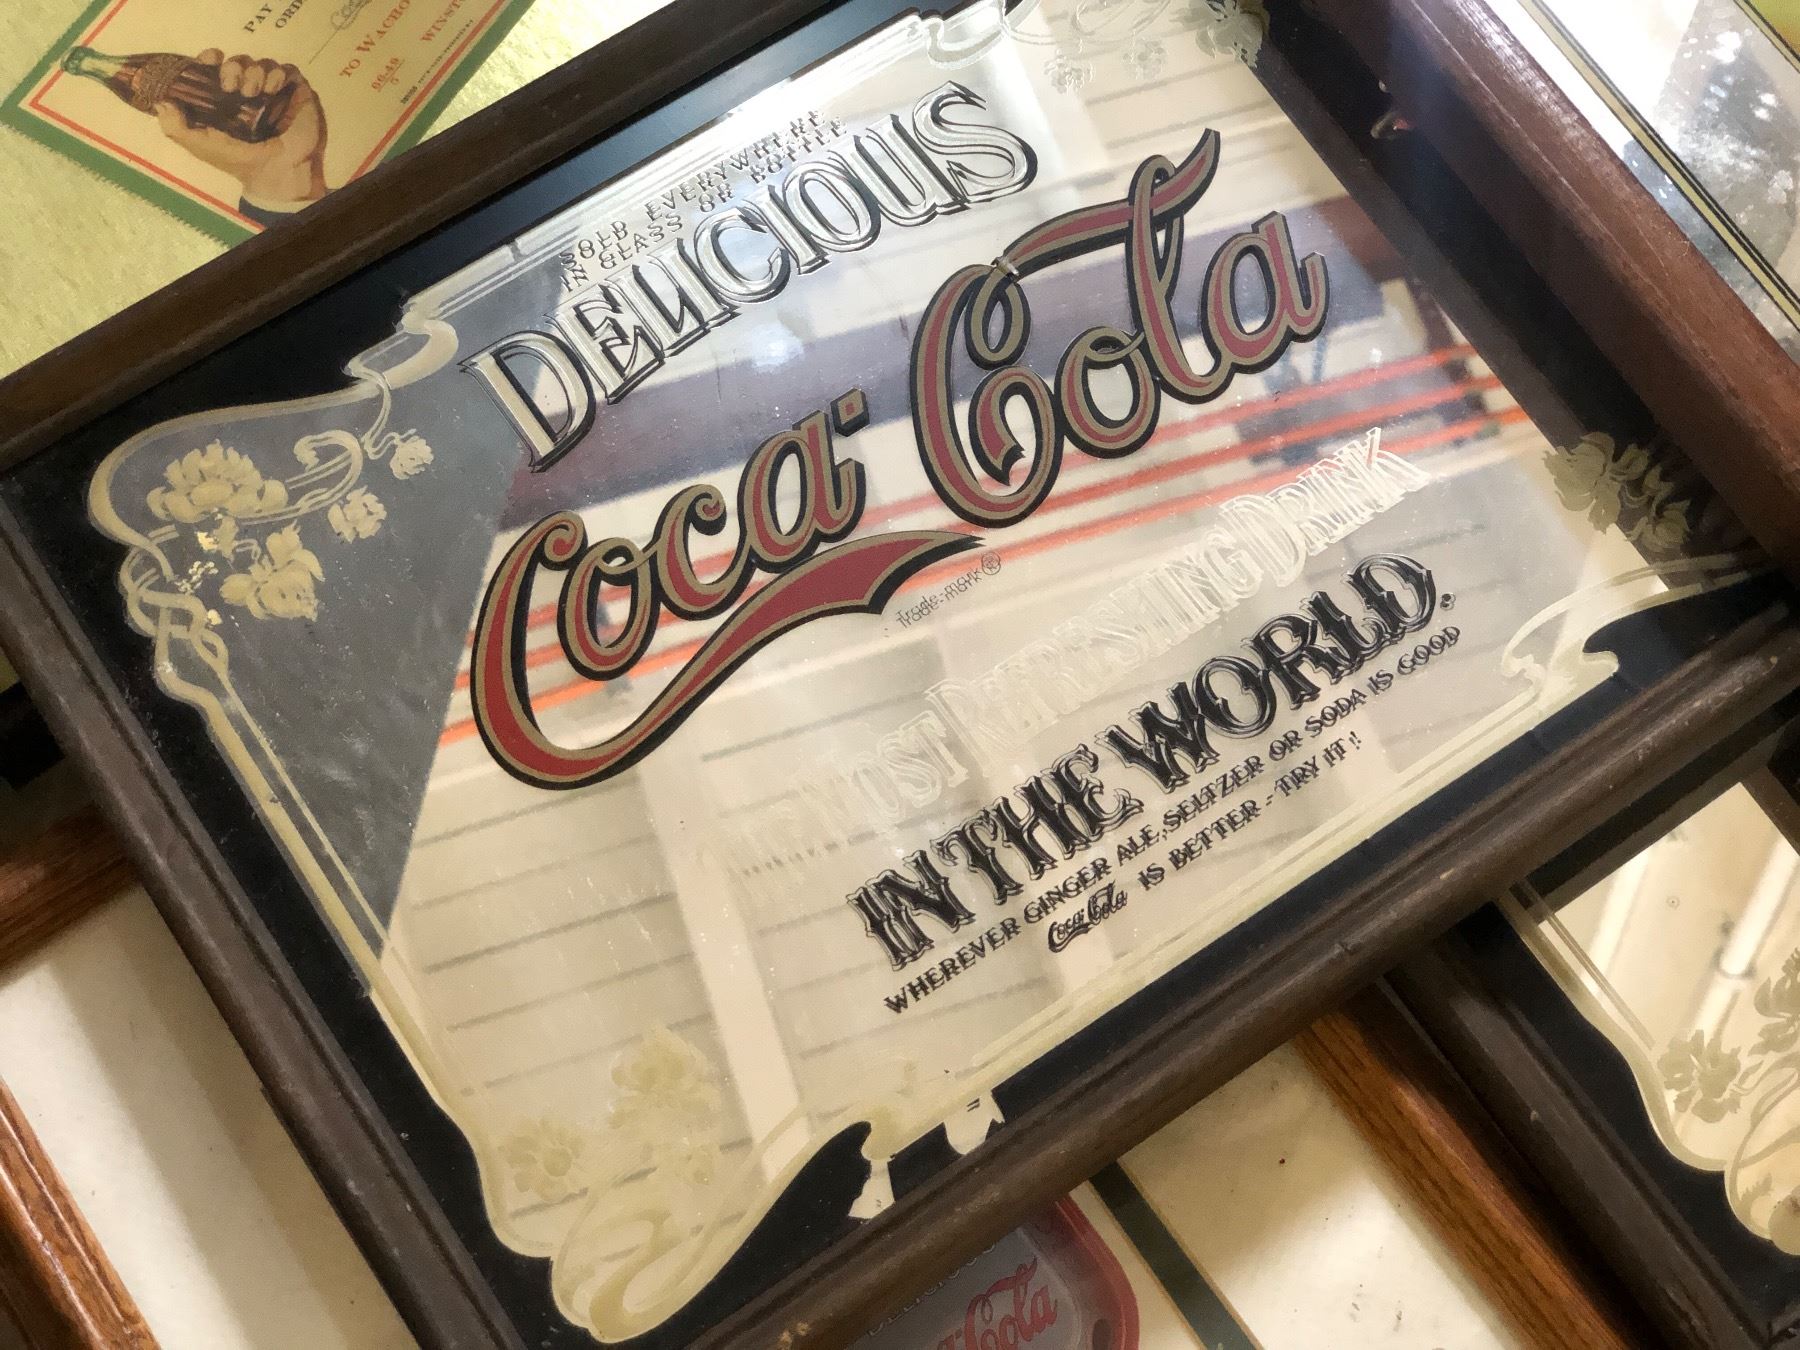 PAY
ORD
TO WACHO
WINST
SOLD EVERYWHERE
IN GLASS OR BOTTLE
DELICIOUS
Coca-Cola
Trade-mark ®
THE MOST REFRESHING DRINK
IN THE WORLD.
WHEREVER GINGER ALE, SELTZER OR SODA IS GOOD
Coca-Cola IS BETTER - TRY IT !!
DELICIOUS
Coca-Cola